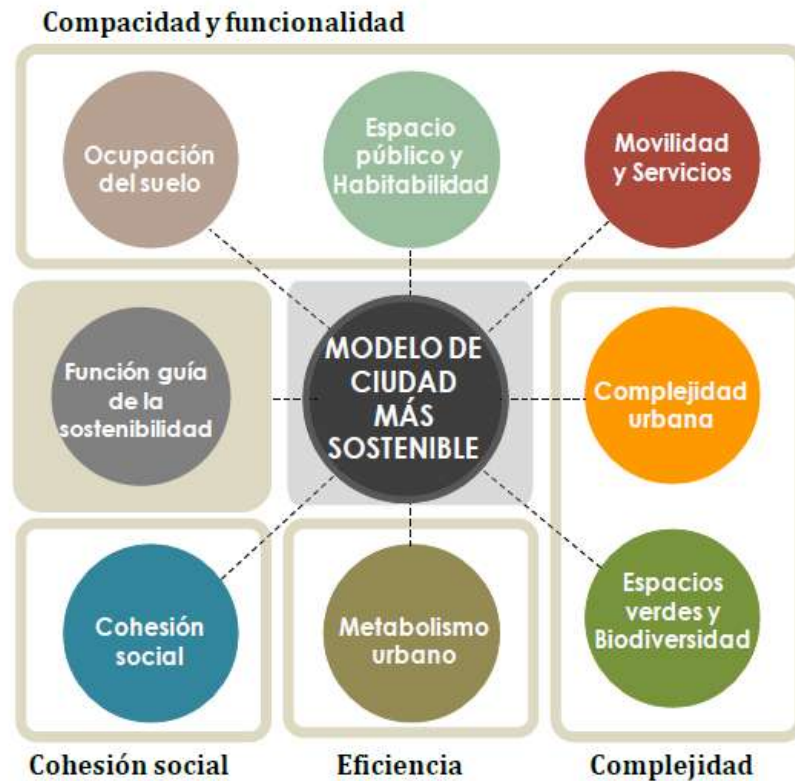 Compacidad y funcionalidad
Ocupación
del suelo
Espacio
público y
Habitabilidad
Movilidad
y Servicios
Función guía
de la
sostenibilidad
MODELO DE
CIUDAD
MÁS
SOSTENIBLE
Complejidad
urbana
Cohesión
social
Metabolismo
urbano
Espacios
verdes y
Biodiversidad
Cohesión social
Eficiencia
Complejidad